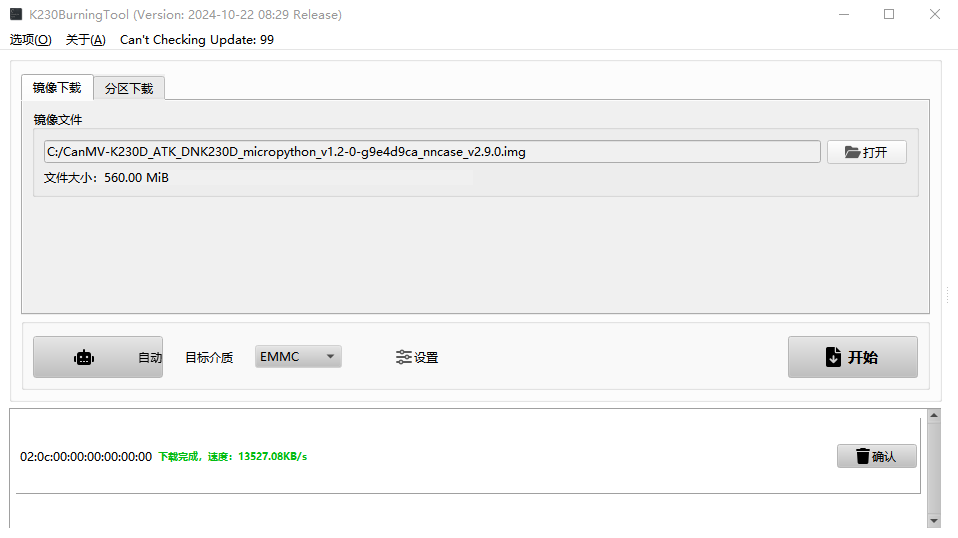 K230BurningTool (Version: 2024-10-22 08:29 Release)
选项(O) 关于(A) Can't Checking Update: 99
镜像下载 分区下载
镜像文件
C:/CanMV-K230D_ATK_DNK230D_micropython_v1.2-0-g9e4d9ca_nncase_v2.9.0.img 打开
文件大小: 560.00 MiB
自动 目标介质 EMMC 设置 开始
02:0c:00:00:00:00:00:00 下载完成，速度：13527.08KB/s 确认